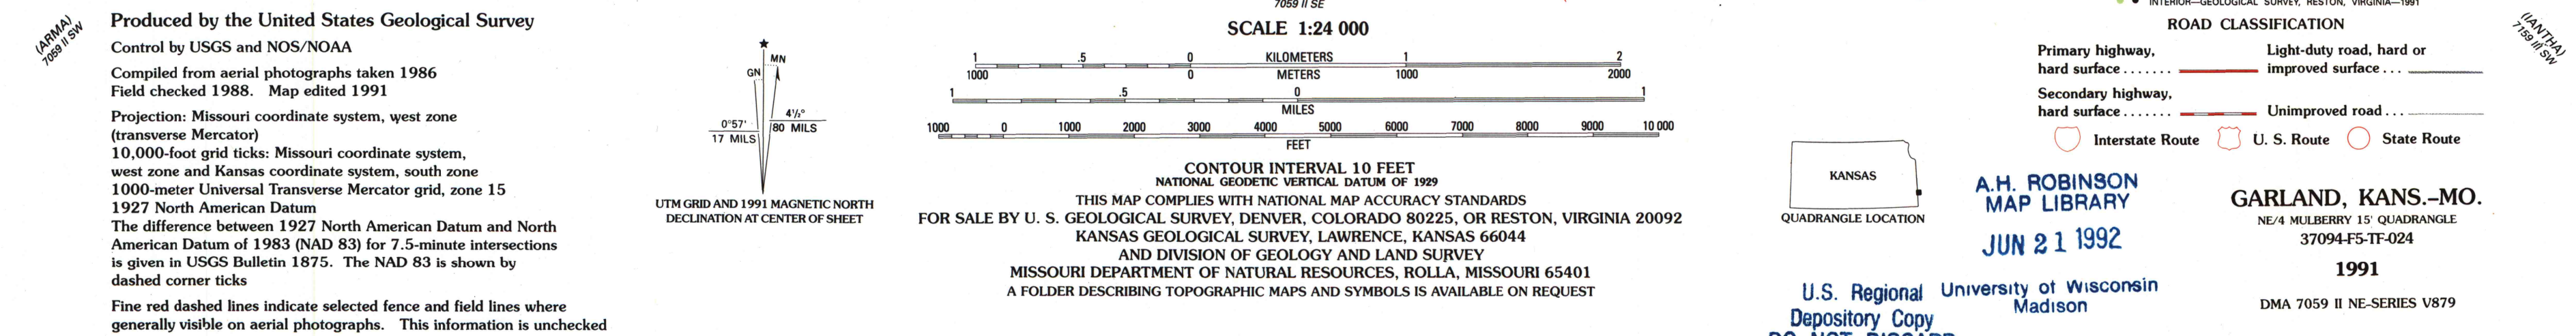 (ARMA)
7059 II SW
Produced by the United States Geological Survey
Control by USGS and NOS/NOAA
Compiled from aerial photographs taken 1986
Field checked 1988. Map edited 1991
Projection: Missouri coordinate system, west zone
(transverse Mercator)
10,000-foot grid ticks: Missouri coordinate system,
west zone and Kansas coordinate system, south zone
1000-meter Universal Transverse Mercator grid, zone 15
1927 North American Datum
The difference between 1927 North American Datum and North
American Datum of 1983 (NAD 83) for 7.5-minute intersections
is given in USGS Bulletin 1875. The NAD 83 is shown by
dashed corner ticks
Fine red dashed lines indicate selected fence and field lines where
generally visible on aerial photographs. This information is unchecked
MN
GN
0°57'
17 MILS
4½°
80 MILS
UTM GRID AND 1991 MAGNETIC NORTH
DECLINATION AT CENTER OF SHEET
7059 II SE
SCALE 1:24 000
1 .5 0 KILOMETERS 1 2
1000 0 METERS 1000 2000
1 .5 0 1
MILES
1000 0 1000 2000 3000 4000 5000 6000 7000 8000 9000 10 000
FEET
CONTOUR INTERVAL 10 FEET
NATIONAL GEODETIC VERTICAL DATUM OF 1929
THIS MAP COMPLIES WITH NATIONAL MAP ACCURACY STANDARDS
FOR SALE BY U. S. GEOLOGICAL SURVEY, DENVER, COLORADO 80225, OR RESTON, VIRGINIA 20092
KANSAS GEOLOGICAL SURVEY, LAWRENCE, KANSAS 66044
AND DIVISION OF GEOLOGY AND LAND SURVEY
MISSOURI DEPARTMENT OF NATURAL RESOURCES, ROLLA, MISSOURI 65401
A FOLDER DESCRIBING TOPOGRAPHIC MAPS AND SYMBOLS IS AVAILABLE ON REQUEST
KANSAS
QUADRANGLE LOCATION
A.H. ROBINSON
MAP LIBRARY
JUN 21 1992
U.S. Regional
Depository Copy
DO NOT DISCARD
University of Wisconsin
Madison
INTERIOR—GEOLOGICAL SURVEY, RESTON, VIRGINIA—1991
ROAD CLASSIFICATION
Primary highway,
hard surface.......
Light-duty road, hard or
improved surface...
Secondary highway,
hard surface.......
Unimproved road...
Interstate Route
U. S. Route
State Route
GARLAND, KANS.–MO.
NE/4 MULBERRY 15' QUADRANGLE
37094-F5-TF-024
1991
DMA 7059 II NE-SERIES V879
(IANTHA)
7159 III SW